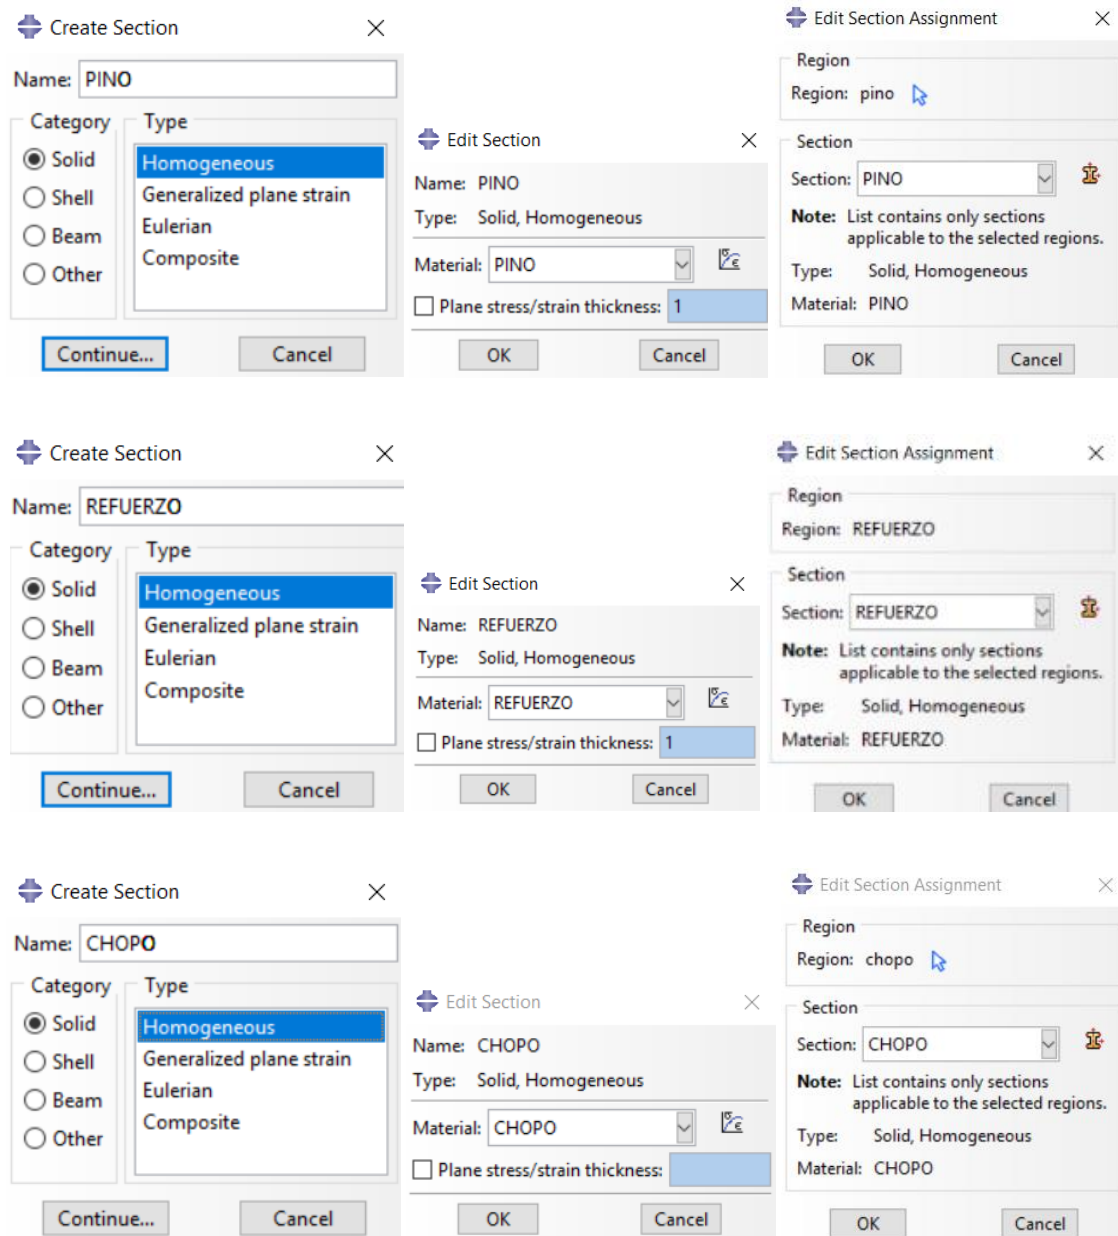 Create Section
Name: PINO
Category
Type
Solid
Shell
Beam
Other
Homogeneous
Generalized plane strain
Eulerian
Composite
Continue...
Cancel
Edit Section
Name: PINO
Type: Solid, Homogeneous
Material: PINO
Plane stress/strain thickness: 1
OK
Cancel
Edit Section Assignment
Region
Region: pino
Section
Section: PINO
Note: List contains only sections
applicable to the selected regions.
Type: Solid, Homogeneous
Material: PINO
OK
Cancel
Create Section
Name: REFUERZO
Category
Type
Solid
Shell
Beam
Other
Homogeneous
Generalized plane strain
Eulerian
Composite
Continue...
Cancel
Edit Section
Name: REFUERZO
Type: Solid, Homogeneous
Material: REFUERZO
Plane stress/strain thickness: 1
OK
Cancel
Edit Section Assignment
Region
Region: REFUERZO
Section
Section: REFUERZO
Note: List contains only sections
applicable to the selected regions.
Type: Solid, Homogeneous
Material: REFUERZO
OK
Cancel
Create Section
Name: CHOPO
Category
Type
Solid
Shell
Beam
Other
Homogeneous
Generalized plane strain
Eulerian
Composite
Continue...
Cancel
Edit Section
Name: CHOPO
Type: Solid, Homogeneous
Material: CHOPO
Plane stress/strain thickness:
OK
Cancel
Edit Section Assignment
Region
Region: chopo
Section
Section: CHOPO
Note: List contains only sections
applicable to the selected regions.
Type: Solid, Homogeneous
Material: CHOPO
OK
Cancel